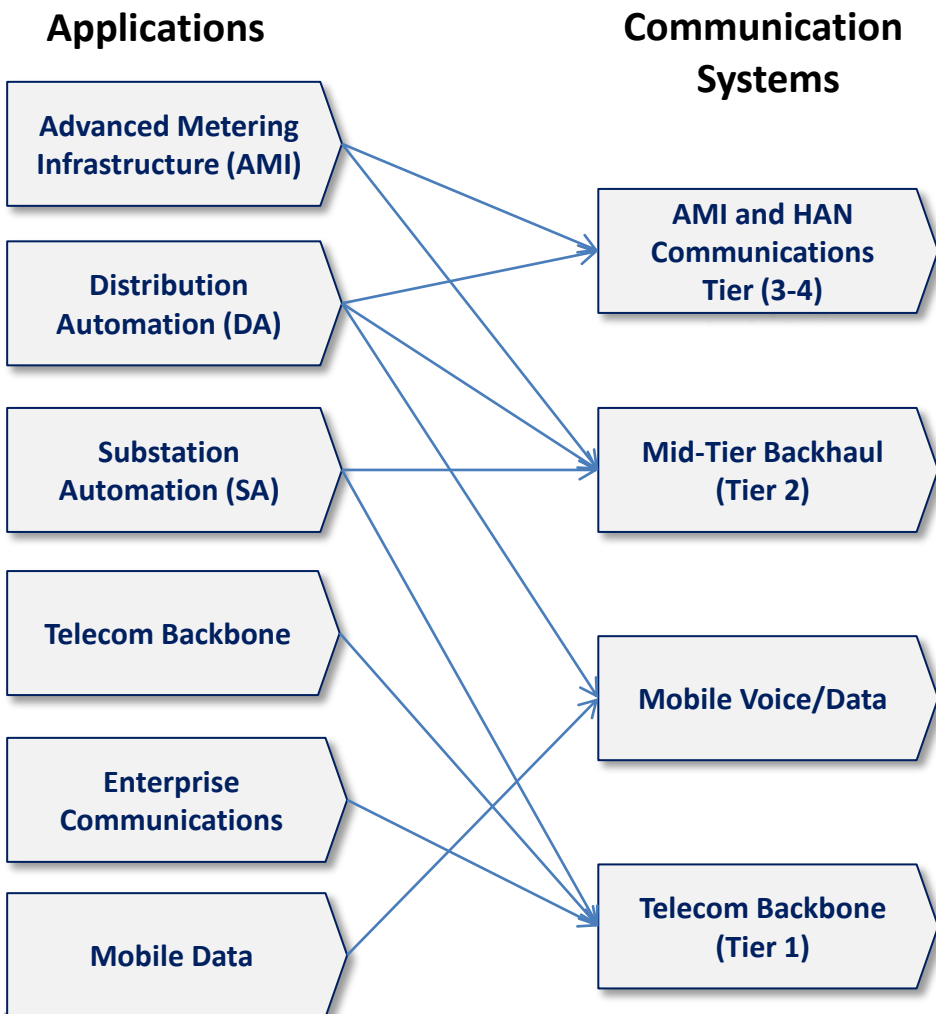 Applications
Advanced Metering
Infrastructure (AMI)
Distribution
Automation (DA)
Substation
Automation (SA)
Telecom Backbone
Enterprise
Communications
Mobile Data
Communication
Systems
AMI and HAN
Communications
Tier (3-4)
Mid-Tier Backhaul
(Tier 2)
Mobile Voice/Data
Telecom Backbone
(Tier 1)